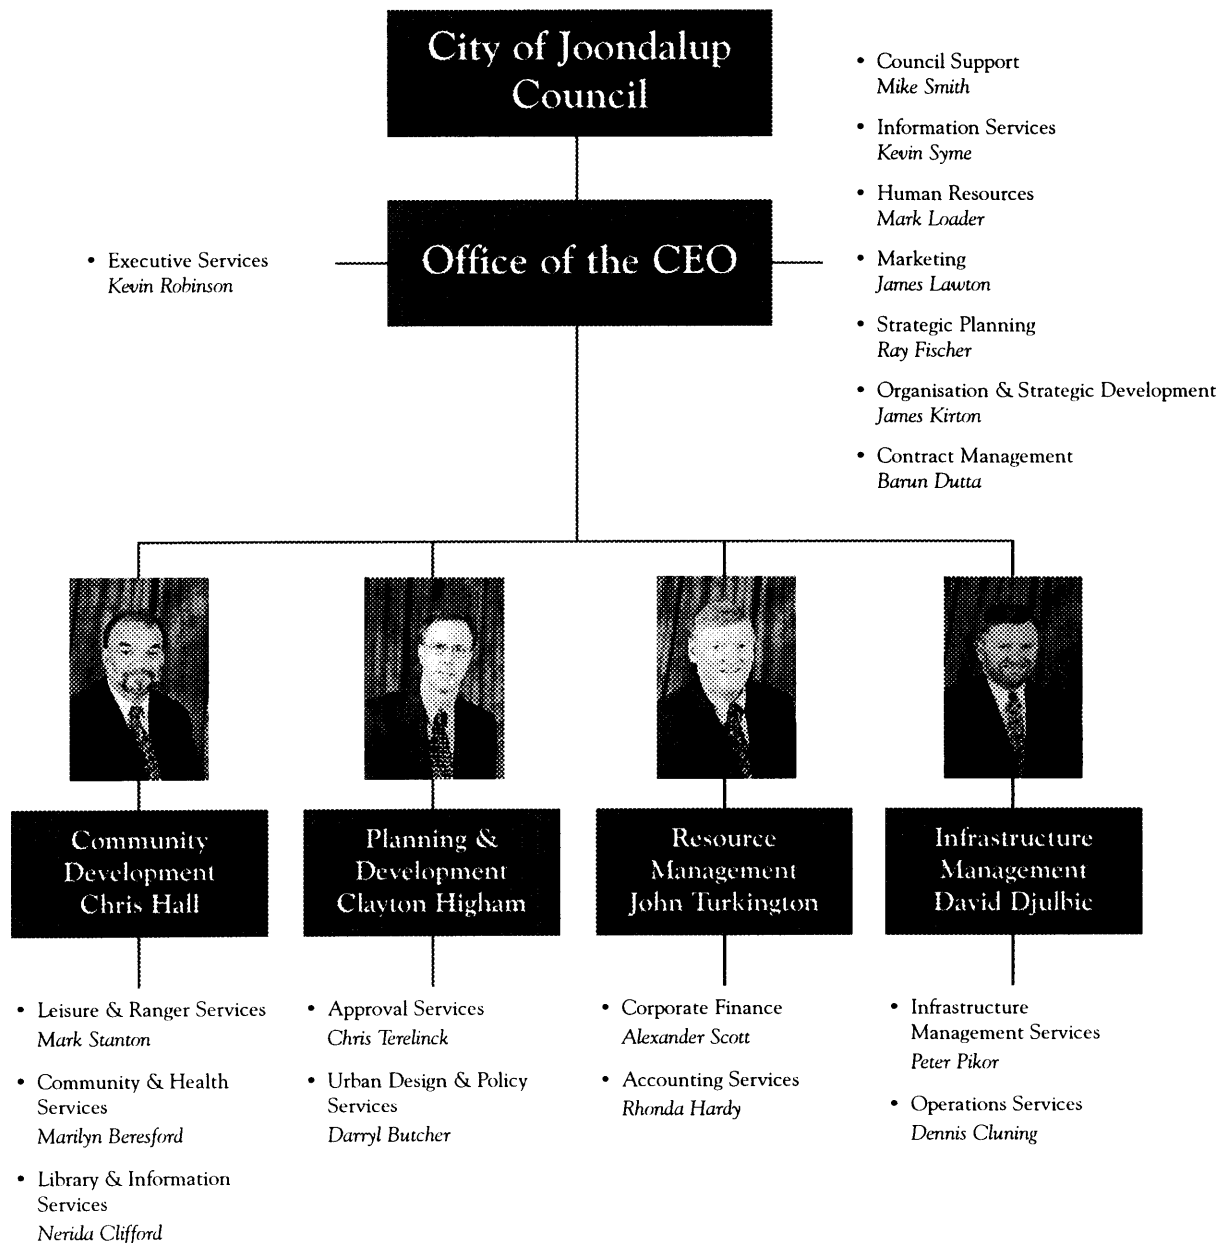 City of Joondalup
Council
• Council Support
Mike Smith
• Information Services
Kevin Syme
• Human Resources
Mark Loader
Office of the CEO
• Executive Services
Kevin Robinson
• Marketing
James Lawton
• Strategic Planning
Ray Fischer
• Organisation & Strategic Development
James Kirton
• Contract Management
Barun Dutta
Community
Development
Chris Hall
Planning &
Development
Clayton Higham
Resource
Management
John Turkington
Infrastructure
Management
David Djulbic
• Leisure & Ranger Services
Mark Stanton
• Community & Health
Services
Marilyn Beresford
• Library & Information
Services
Nerida Clifford
• Approval Services
Chris Terelinck
• Urban Design & Policy
Services
Darryl Butcher
• Corporate Finance
Alexander Scott
• Accounting Services
Rhonda Hardy
• Infrastructure
Management Services
Peter Pikor
• Operations Services
Dennis Cluning